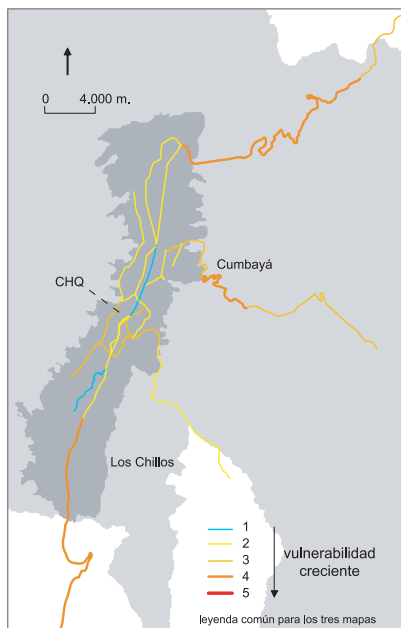 0 4.000 m.
Cumbayá
CHQ
Los Chillos
1
2
3
4
5
vulnerabilidad
creciente
leyenda común para los tres mapas